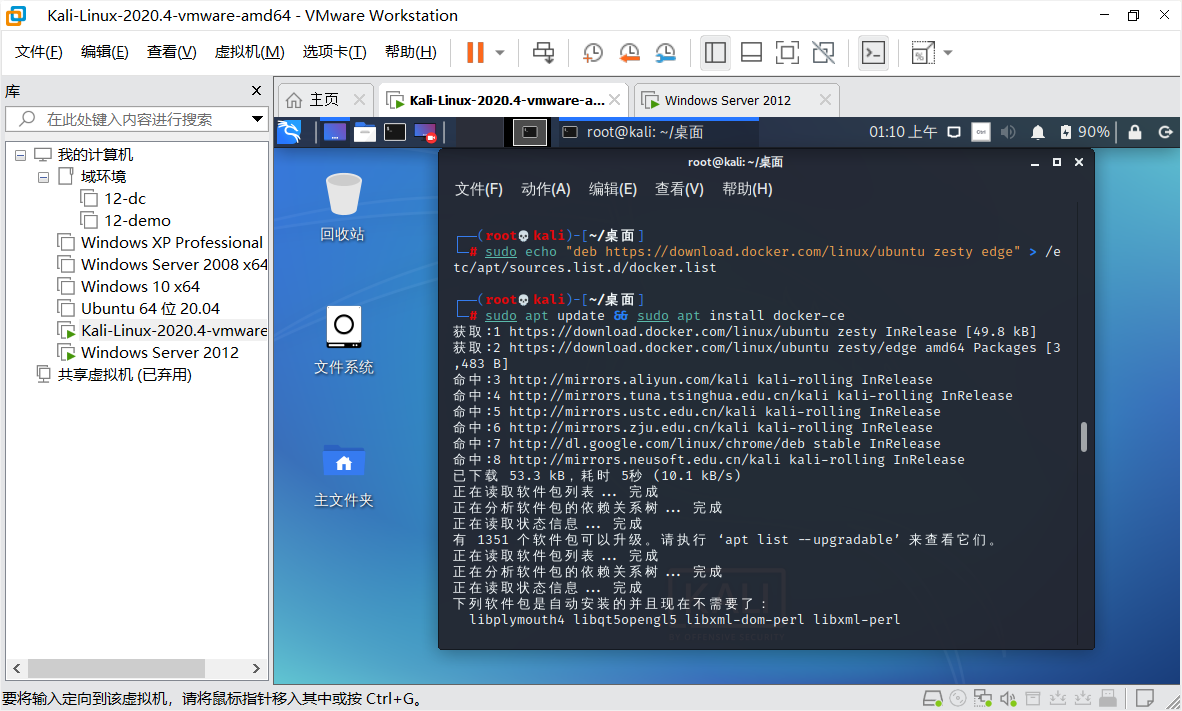 Kali-Linux-2020.4-vmware-amd64 - VMware Workstation
文件(F) 编辑(E) 查看(V) 虚拟机(M) 选项卡(T) 帮助(H)
库
在此处键入内容进行搜索
我的计算机
域环境
12-dc
12-demo
Windows XP Professional
Windows Server 2008 x64
Windows 10 x64
Ubuntu 64 位 20.04
Kali-Linux-2020.4-vmware
Windows Server 2012
共享虚拟机 (已弃用)
主页
Kali-Linux-2020.4-vmware-a...
Windows Server 2012
root@kali: ~/桌面
01:10 上午
90%
回收站
文件系统
主文件夹
root@kali: ~/桌面
文件(F) 动作(A) 编辑(E) 查看(V) 帮助(H)
┌──(root💀kali)-[~/桌面]
└─# sudo echo "deb https://download.docker.com/linux/ubuntu zesty edge" > /e
tc/apt/sources.list.d/docker.list
┌──(root💀kali)-[~/桌面]
└─# sudo apt update && sudo apt install docker-ce
获取:1 https://download.docker.com/linux/ubuntu zesty InRelease [49.8 kB]
获取:2 https://download.docker.com/linux/ubuntu zesty/edge amd64 Packages [3
,483 B]
命中:3 http://mirrors.aliyun.com/kali kali-rolling InRelease
命中:4 http://mirrors.tuna.tsinghua.edu.cn/kali kali-rolling InRelease
命中:5 http://mirrors.ustc.edu.cn/kali kali-rolling InRelease
命中:6 http://mirrors.zju.edu.cn/kali kali-rolling InRelease
命中:7 http://dl.google.com/linux/chrome/deb stable InRelease
命中:8 http://mirrors.neusoft.edu.cn/kali kali-rolling InRelease
已下载 53.3 kB，耗时 5秒 (10.1 kB/s)
正在读取软件包列表... 完成
正在分析软件包的依赖关系树... 完成
正在读取状态信息... 完成
有 1351 个软件包可以升级。请执行 ‘apt list --upgradable’ 来查看它们。
正在读取软件包列表... 完成
正在分析软件包的依赖关系树... 完成
正在读取状态信息... 完成
下列软件包是自动安装的并且现在不需要了：
libplymouth4 libqt5opengl5 libxml-dom-perl libxml-perl
要将输入定向到该虚拟机，请将鼠标指针移入其中或按 Ctrl+G。